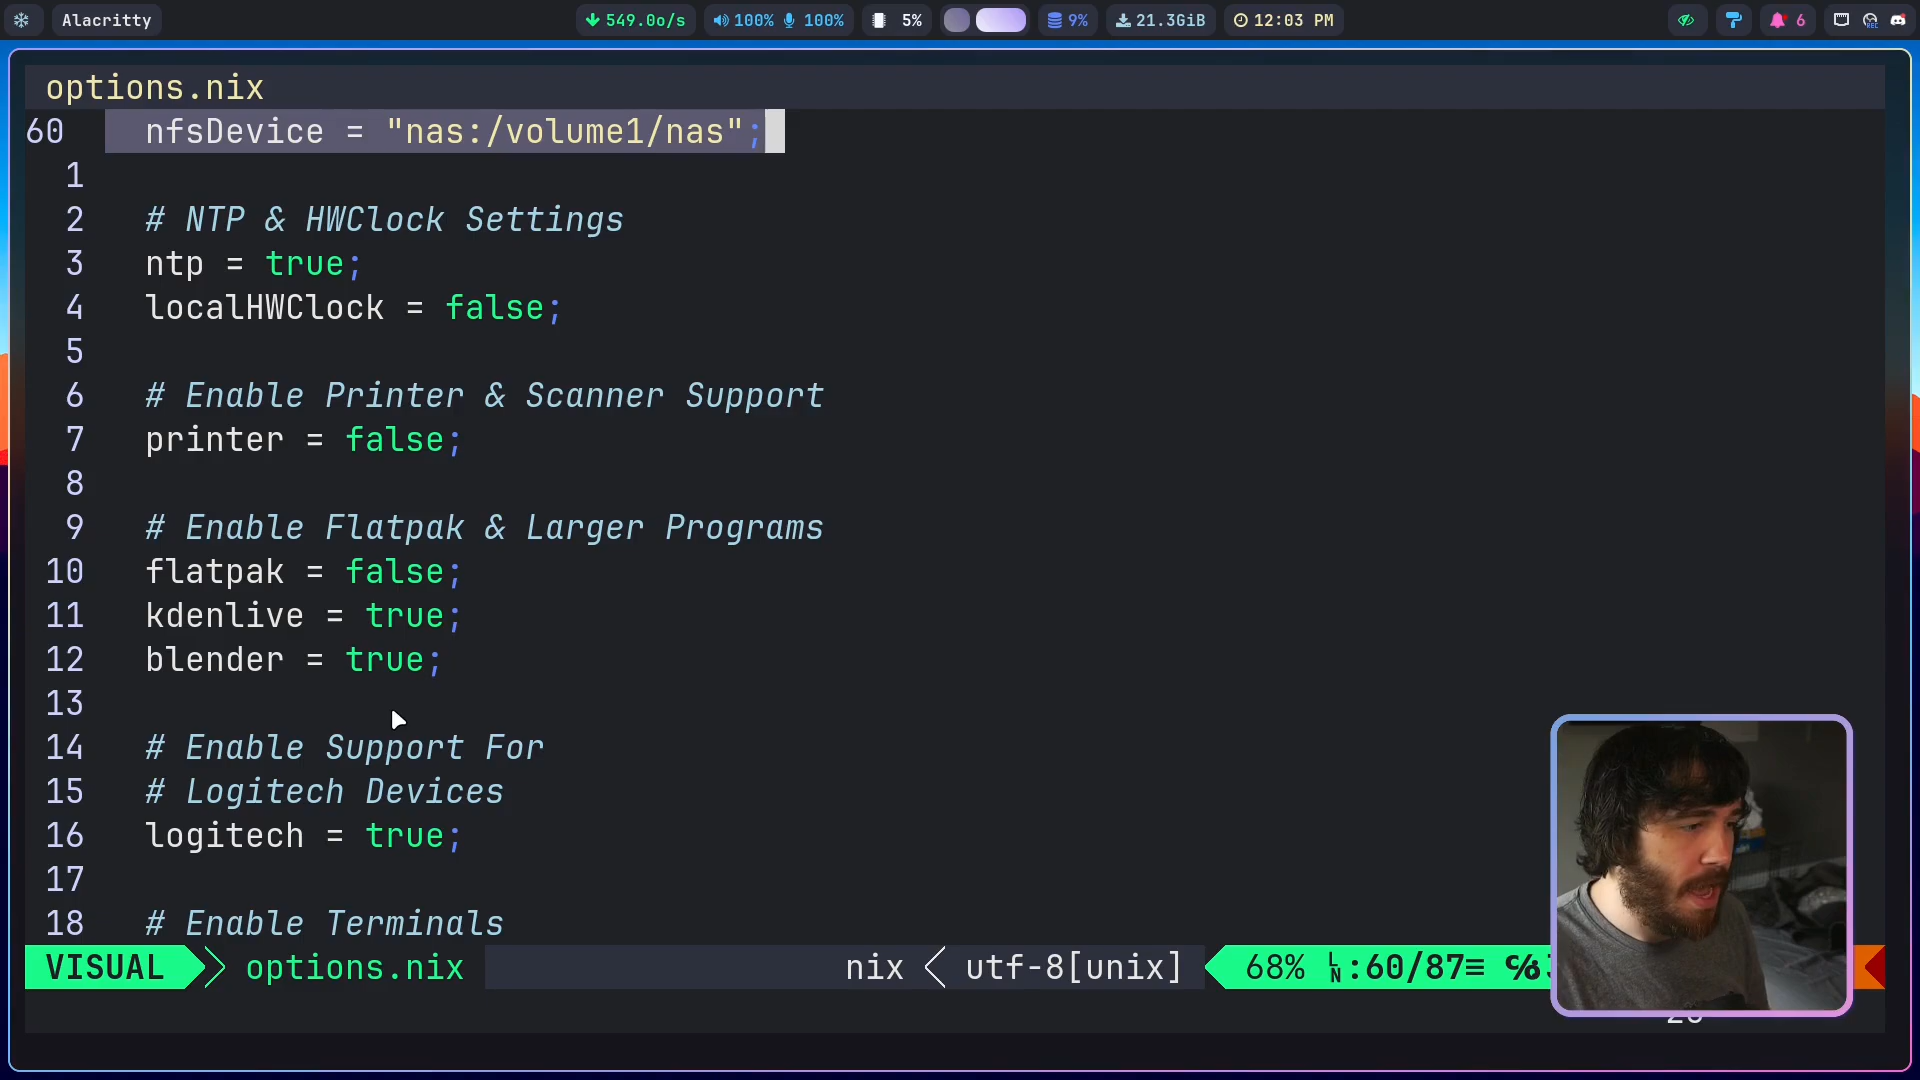 Alacritty
549.0o/s
100% 100%
5%
9%
21.3GiB
12:03 PM
6
options.nix
60 nfsDevice = "nas:/volume1/nas";
1
2 # NTP & HWClock Settings
3 ntp = true;
4 localHWClock = false;
5
6 # Enable Printer & Scanner Support
7 printer = false;
8
9 # Enable Flatpak & Larger Programs
10 flatpak = false;
11 kdenlive = true;
12 blender = true;
13
14 # Enable Support For
15 # Logitech Devices
16 logitech = true;
17
18 # Enable Terminals
VISUAL options.nix nix utf-8[unix] 68% LN:60/87≡ ℅